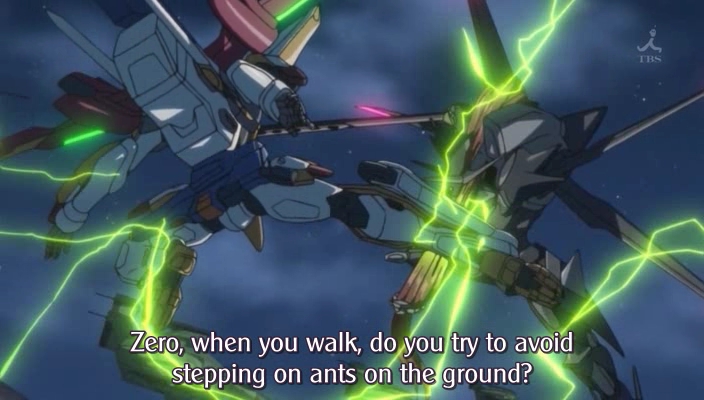 TBS
Zero, when you walk, do you try to avoid
stepping on ants on the ground?